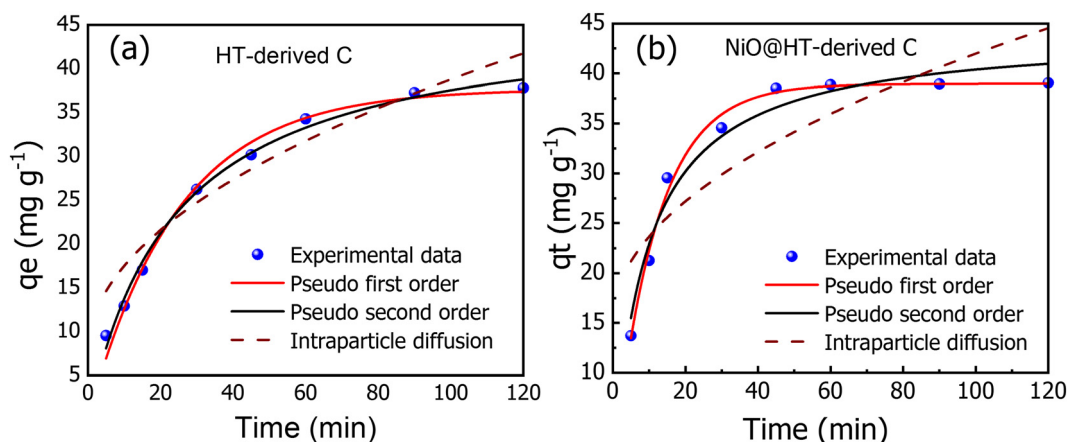 (a)
HT-derived C
45
40
35
30
25
20
15
10
5
qe (mg g⁻¹)
Experimental data
Pseudo first order
Pseudo second order
Intraparticle diffusion
0 20 40 60 80 100 120
Time (min)
(b)
NiO@HT-derived C
45
40
35
30
25
20
15
10
qt (mg g⁻¹)
Experimental data
Pseudo first order
Pseudo second order
Intraparticle diffusion
0 20 40 60 80 100 120
Time (min)